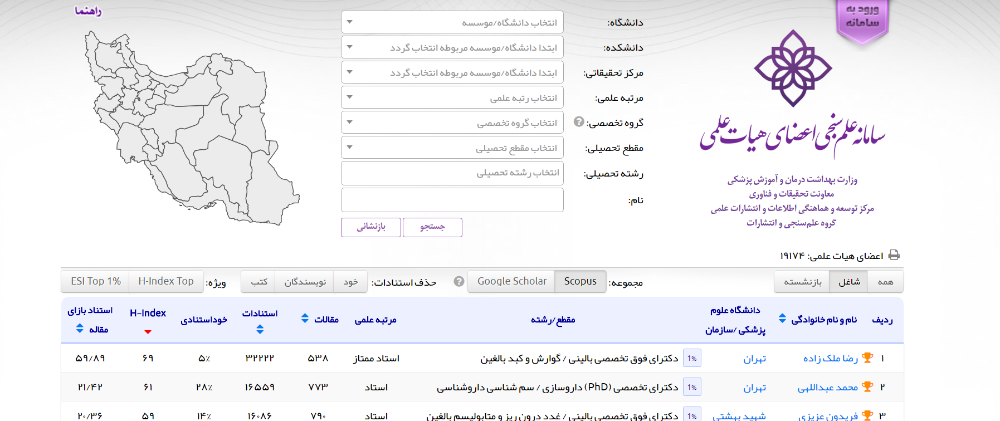 ورود به
سامانه
راهنما
سامانه علم سنجی اعضای هیات علمی
وزارت بهداشت درمان و آموزش پزشکی
معاونت تحقیقات و فناوری
مرکز توسعه و هماهنگی اطلاعات و انتشارات علمی
گروه علم‌سنجی و انتشارات
دانشگاه: انتخاب دانشگاه/موسسه
دانشکده: ابتدا دانشگاه/موسسه مربوطه انتخاب گردد
مرکز تحقیقاتی: ابتدا دانشگاه/موسسه مربوطه انتخاب گردد
مرتبه علمی: انتخاب رتبه علمی
گروه تخصصی: انتخاب گروه تخصصی
مقطع تحصیلی: انتخاب مقطع تحصیلی
رشته تحصیلی: انتخاب رشته تحصیلی
نام:
جستجو بازنشانی
اعضای هیات علمی: ۱۹۱۷۴
همه شاغل بازنشسته مجموعه: Scopus Google Scholar حذف استنادات: خود نویسندگان کتب ویژه: H-Index Top ESI Top 1%
ردیف نام و نام خانوادگی دانشگاه علوم پزشکی /سازمان مقطع/رشته مرتبه علمی مقالات استنادات خوداستنادی H-Index استناد بازای مقاله
۱ رضا ملک زاده تهران 1% دکترای فوق تخصصی بالینی / گوارش و کبد بالغین استاد ممتاز ۵۳۸ ۳۲۲۲۲ ۵٪ ۶۹ ۵۹/۸۹
۲ محمد عبداللهی تهران 1% دکترای تخصصی (PhD) داروسازی / سم شناسی داروشناسی استاد ۷۷۳ ۱۶۵۵۹ ۲۸٪ ۶۱ ۲۱/۴۲
۳ فریدون عزیزی شهید بهشتی 1% دکترای فوق تخصصی بالینی / غدد درون ریز و متابولیسم بالغین استاد ۷۹۰ ۱۶۰۸۶ ۱۴٪ ۵۹ ۲۰/۳۶